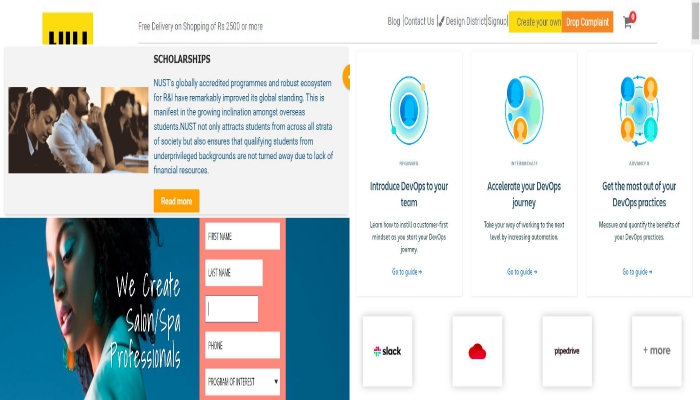 Free Delivery on Shopping of Rs 2500 or more
Blog |Contact Us | Design District|Signup|
Create your own
Drop Complaint
0
SCHOLARSHIPS
NUST's globally accredited programmes and robust ecosystem
for R&I have remarkably improved its global standing. This is
manifest in the growing inclination amongst overseas
students.NUST not only attracts students from across all strata
of society but also ensures that qualifying students from
underprivileged backgrounds are not turned away due to lack of
financial resources.
Read more
We Create
Salon/Spa
Professionals
FIRST NAME
LAST NAME
PHONE
PROGRAM OF INTEREST
BEGINNER
Introduce DevOps to your
team
Learn how to instill a customer-first
mindset as you start your DevOps
journey.
Go to guide →
INTERMEDIATE
Accelerate your DevOps
journey
Take your way of working to the next
level by increasing automation.
Go to guide →
ADVANCED
Get the most out of your
DevOps practices
Measure and quantify the benefits of
your DevOps practices.
Go to guide →
slack
pipedrive
+ more